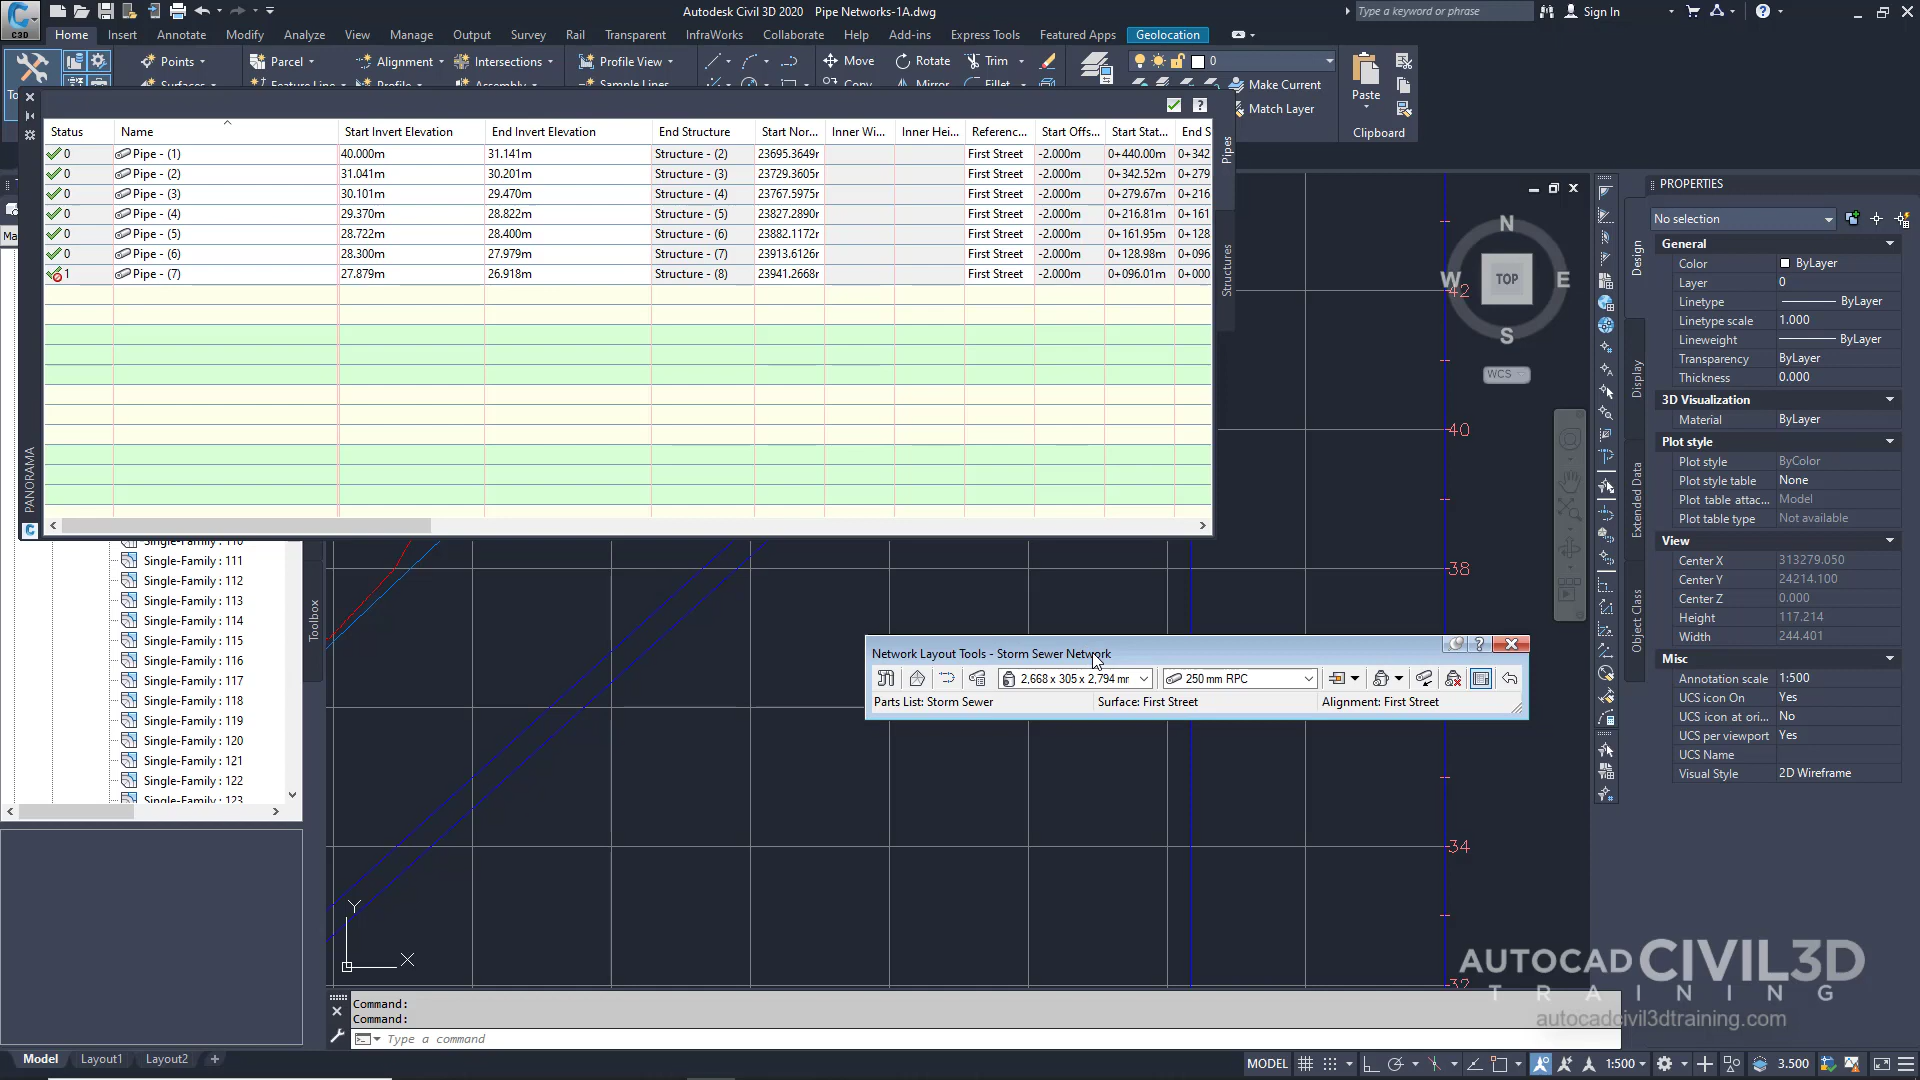 Autodesk Civil 3D 2020 Pipe Networks-1A.dwg
Type a keyword or phrase
Sign In
C3D
Home Insert Annotate Modify Analyze View Manage Output Survey Rail Transparent InfraWorks Collaborate Help Add-ins Express Tools Featured Apps Geolocation
Points Parcel Alignment Intersections Profile View Move Rotate Trim 0
Make Current
Match Layer
Paste
Clipboard
Status Name Start Invert Elevation End Invert Elevation End Structure Start Nor... Inner Wi... Inner Hei... Referenc... Start Offs... Start Stat... End S
0 Pipe - (1) 40.000m 31.141m Structure - (2) 23695.3649r First Street -2.000m 0+440.00m 0+342
0 Pipe - (2) 31.041m 30.201m Structure - (3) 23729.3605r First Street -2.000m 0+342.52m 0+279
0 Pipe - (3) 30.101m 29.470m Structure - (4) 23767.5975r First Street -2.000m 0+279.67m 0+216
0 Pipe - (4) 29.370m 28.822m Structure - (5) 23827.2890r First Street -2.000m 0+216.81m 0+161
0 Pipe - (5) 28.722m 28.400m Structure - (6) 23882.1172r First Street -2.000m 0+161.95m 0+128
0 Pipe - (6) 28.300m 27.979m Structure - (7) 23913.6126r First Street -2.000m 0+128.98m 0+096
1 Pipe - (7) 27.879m 26.918m Structure - (8) 23941.2668r First Street -2.000m 0+096.01m 0+000
Pipes
Structures
PANORAMA
Toolbox
Single-Family : 111
Single-Family : 112
Single-Family : 113
Single-Family : 114
Single-Family : 115
Single-Family : 116
Single-Family : 117
Single-Family : 118
Single-Family : 119
Single-Family : 120
Single-Family : 121
Single-Family : 122
Single-Family : 123
N
W TOP E
S
WCS
42
40
38
34
32
Network Layout Tools - Storm Sewer Network
2,668 x 305 x 2,794 mr 250 mm RPC
Parts List: Storm Sewer Surface: First Street Alignment: First Street
Y
X
PROPERTIES
No selection
Design
Display
Extended Data
Object Class
General
Color ByLayer
Layer 0
Linetype ByLayer
Linetype scale 1.000
Lineweight ByLayer
Transparency ByLayer
Thickness 0.000
3D Visualization
Material ByLayer
Plot style
Plot style ByColor
Plot style table None
Plot table attac... Model
Plot table type Not available
View
Center X 313279.050
Center Y 24214.100
Center Z 0.000
Height 117.214
Width 244.401
Misc
Annotation scale 1:500
UCS icon On Yes
UCS icon at ori... No
UCS per viewport Yes
UCS Name
Visual Style 2D Wireframe
AUTOCAD CIVIL3D
TRAINING
autocadcivil3dtraining.com
Command:
Command:
Type a command
Model Layout1 Layout2 +
MODEL 1:500 3.500